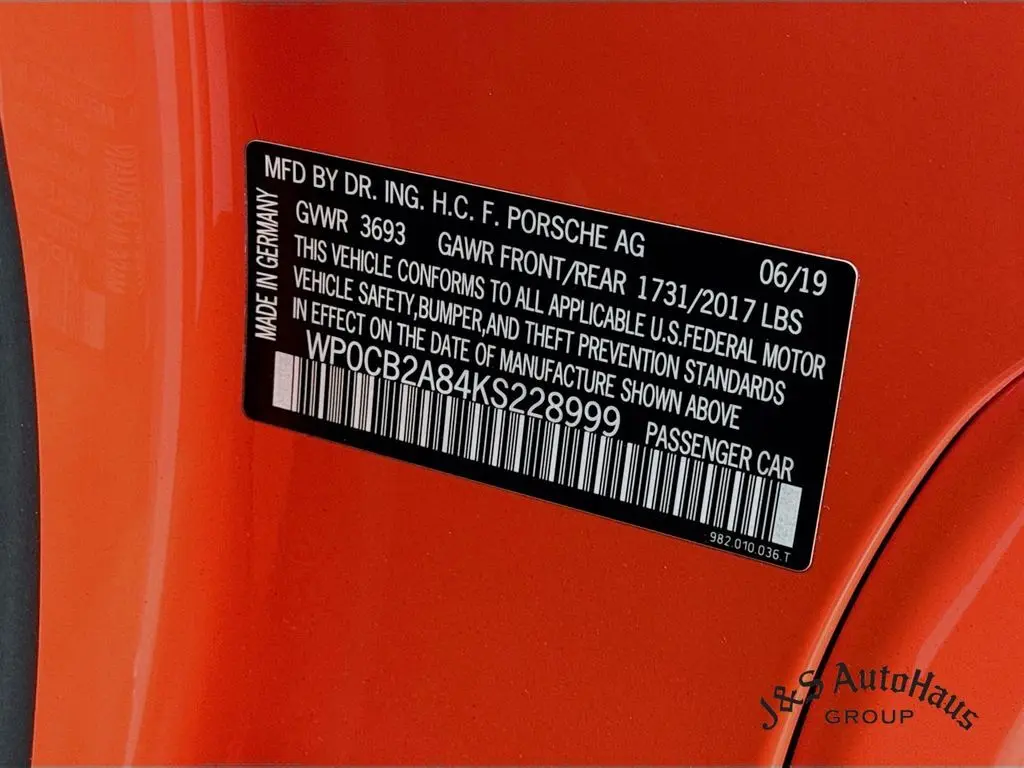 MFD BY DR. ING. H.C. F. PORSCHE AG
06/19
GVWR 3693 GAWR FRONT/REAR 1731/2017 LBS
THIS VEHICLE CONFORMS TO ALL APPLICABLE U.S.FEDERAL MOTOR
VEHICLE SAFETY,BUMPER,AND THEFT PREVENTION STANDARDS
IN EFFECT ON THE DATE OF MANUFACTURE SHOWN ABOVE
WP0CB2A84KS228999
PASSENGER CAR
MADE IN GERMANY
982.010.036.T
J&S AutoHaus
GROUP